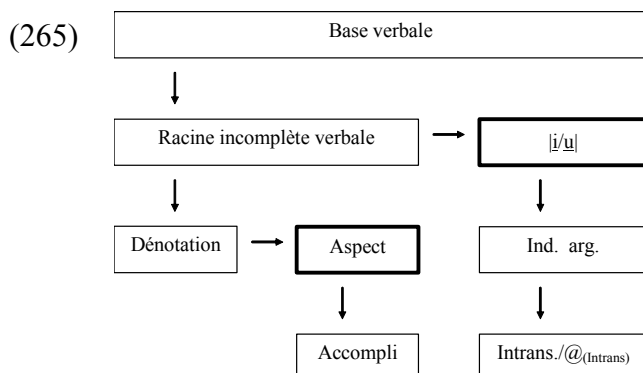 (265)
Base verbale
Racine incomplète verbale
|i/u|
Dénotation
Aspect
Ind. arg.
Accompli
Intrans./@(Intrans)